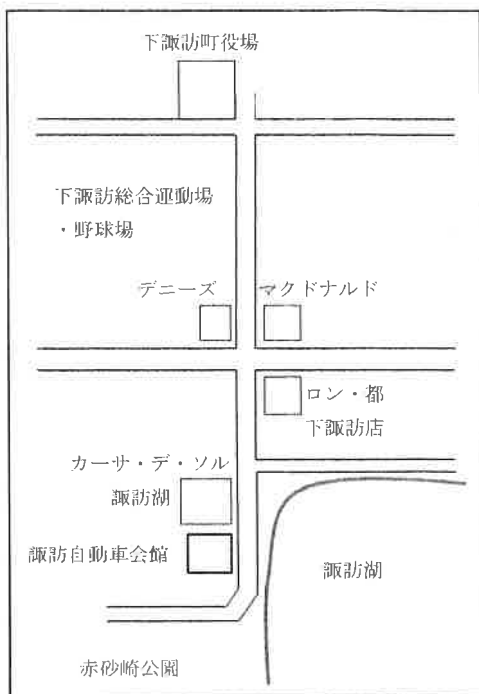 下諏訪町役場
下諏訪総合運動場
・野球場
デニーズ
マクドナルド
ロン・都
下諏訪店
カーサ・デ・ソル
諏訪湖
諏訪自動車会館
諏訪湖
赤砂崎公園